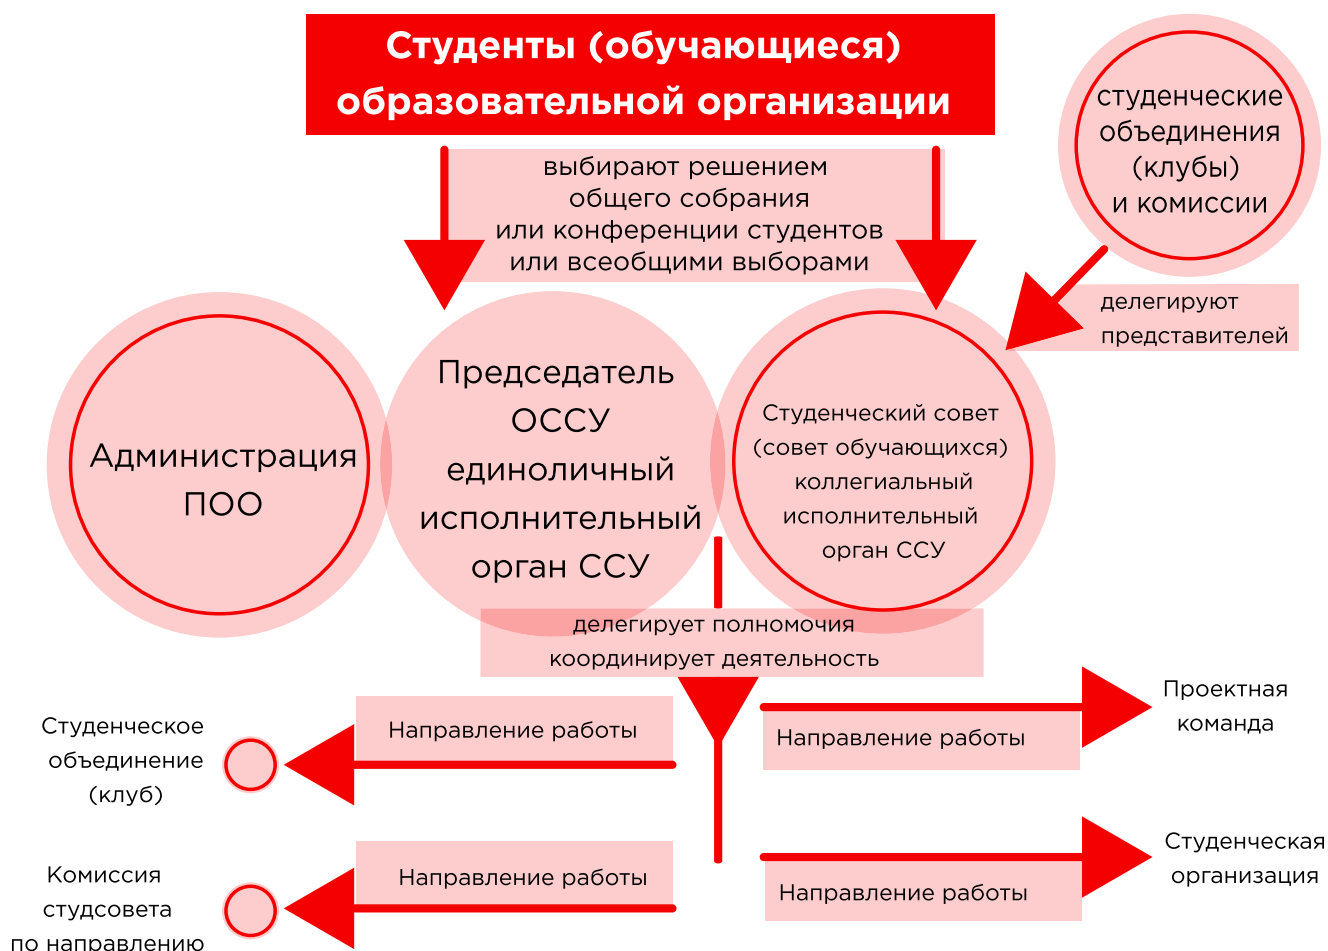 Студенты (обучающиеся)
образовательной организации
студенческие
объединения
(клубы)
и комиссии
выбирают решением
общего собрания
или конференции студентов
или всеобщими выборами
делегируют
представителей
Администрация
ПОО
Председатель
ОССУ
единоличный
исполнительный
орган ССУ
Студенческий совет
(совет обучающихся)
коллегиальный
исполнительный
орган ССУ
делегирует полномочия
координирует деятельность
Студенческое
объединение
(клуб)
Направление работы
Направление работы
Проектная
команда
Комиссия
студсовета
по направлению
Направление работы
Направление работы
Студенческая
организация